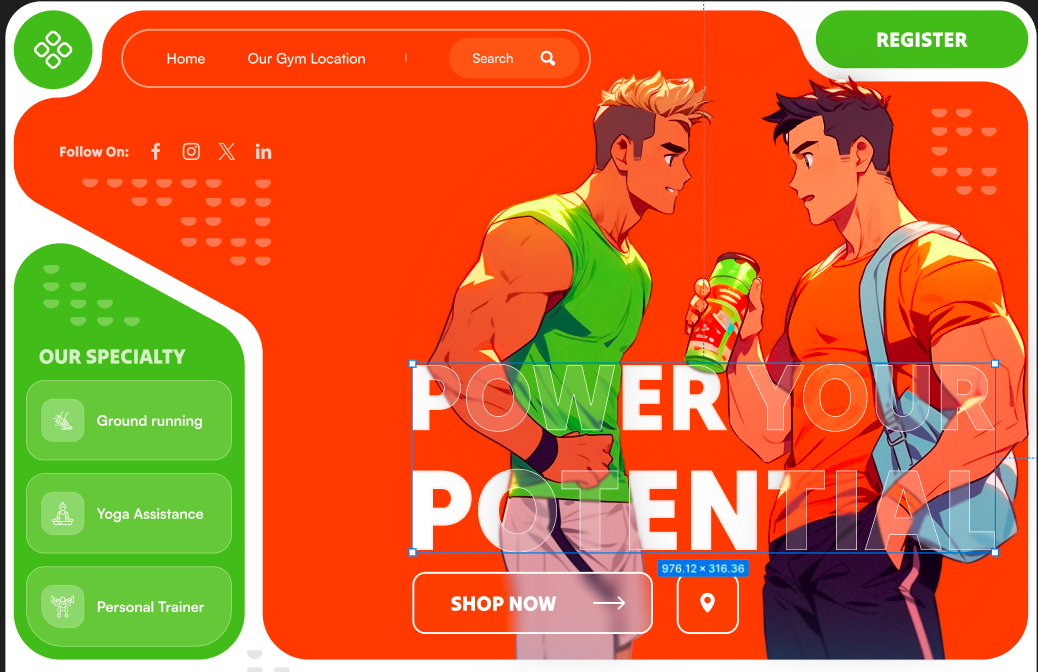 REGISTER
Home
Our Gym Location
Search
Follow On:
OUR SPECIALTY
Ground running
Yoga Assistance
Personal Trainer
POWER YOUR
POTENTIAL
976.12 × 316.36
SHOP NOW